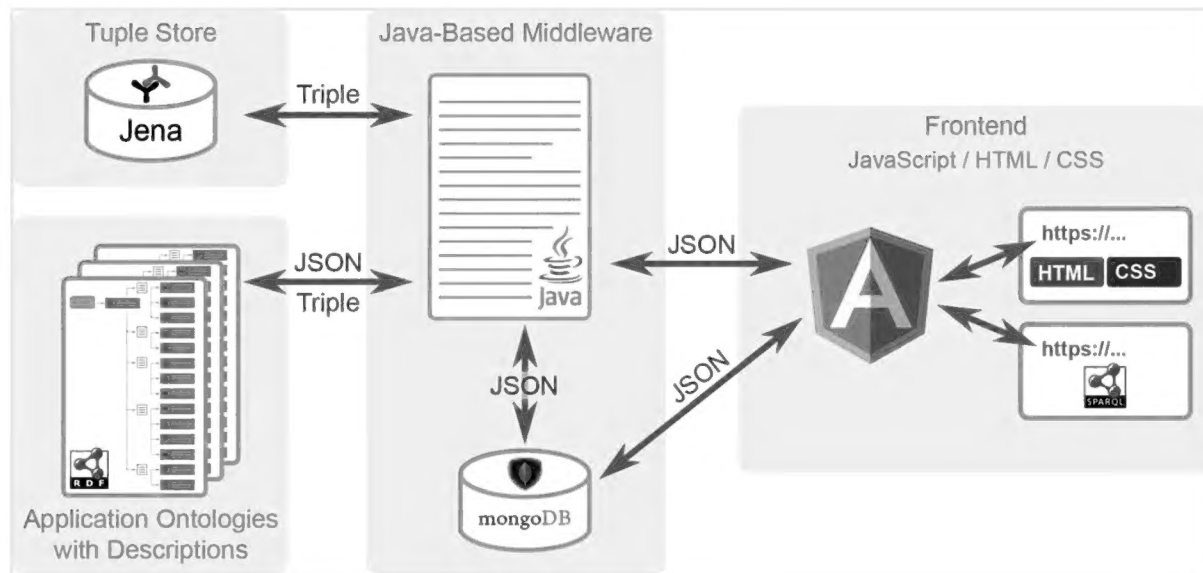 Tuple Store
Jena
Triple
Java-Based Middleware
Java
JSON
Triple
RDF
Application Ontologies
with Descriptions
JSON
mongoDB
JSON
JSON
Frontend
JavaScript / HTML / CSS
A
https://...
HTML CSS
https://...
SPARQL